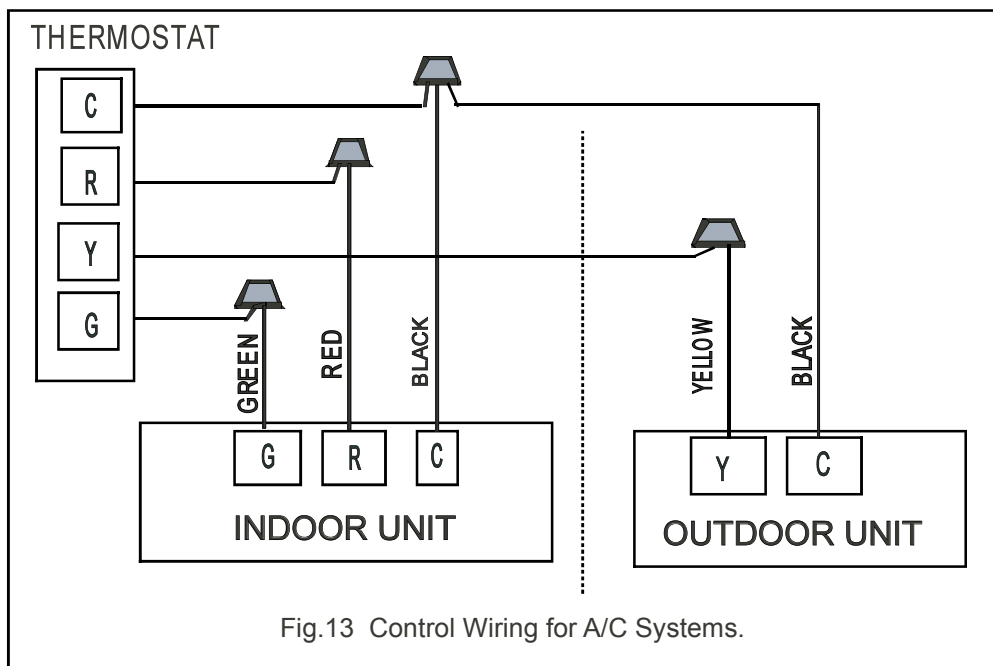 THERMOSTAT
C
R
Y
G
GREEN
RED
BLACK
YELLOW
BLACK
G R C
INDOOR UNIT
Y C
OUTDOOR UNIT
Fig.13 Control Wiring for A/C Systems.